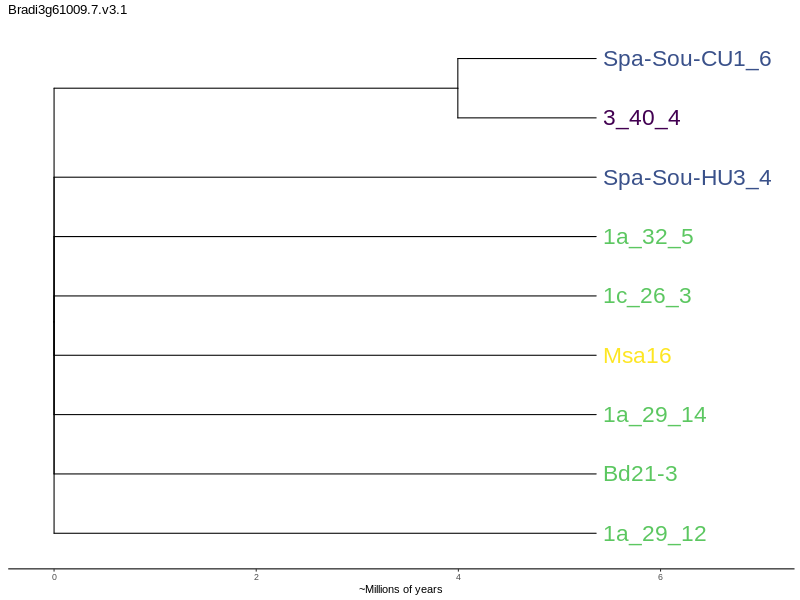 Bradi3g61009.7.v3.1
Spa-Sou-CU1_6
3_40_4
Spa-Sou-HU3_4
1a_32_5
1c_26_3
Msa16
1a_29_14
Bd21-3
1a_29_12
0 2 4 6
~Millions of years